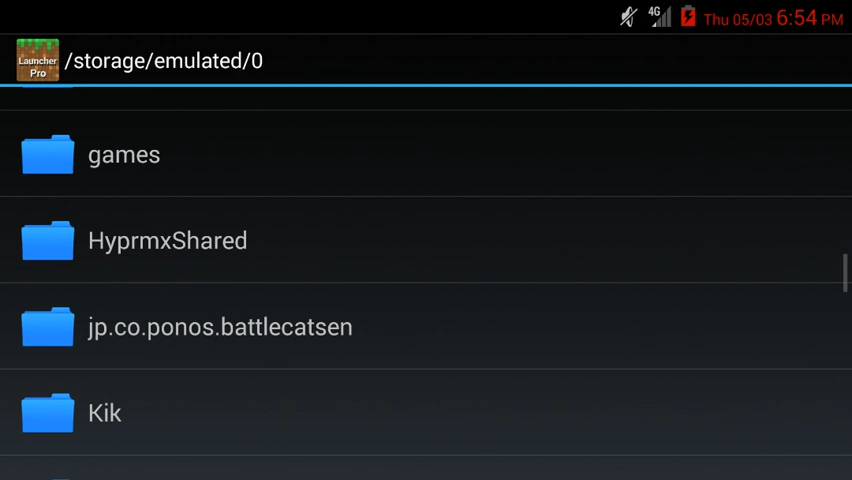 4G
Thu 05/03 6:54 PM
Launcher
Pro
/storage/emulated/0
games
HyprmxShared
jp.co.ponos.battlecatsen
Kik